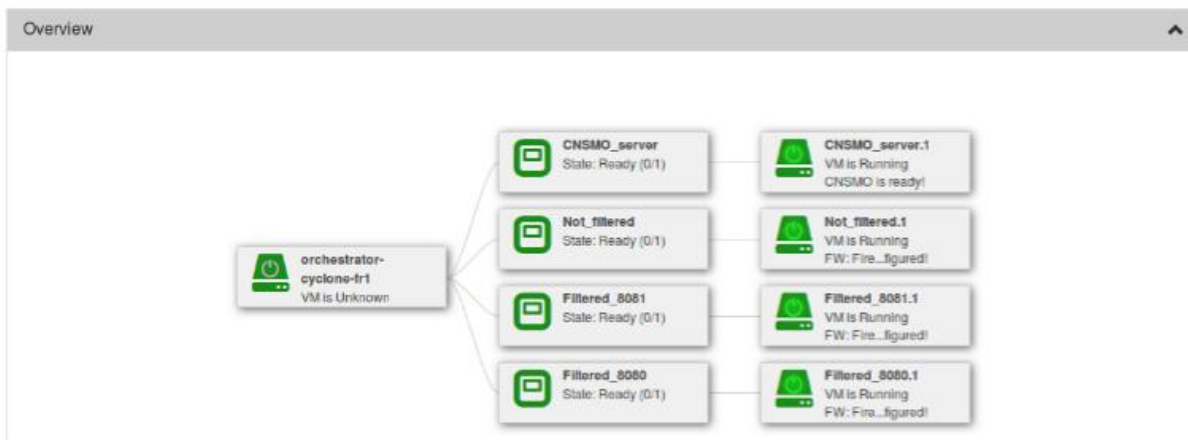 Overview
CNSMO_server
State: Ready (0/1)
CNSMO_server.1
VM is Running
CNSMO is ready!
Not_filtered
State: Ready (0/1)
Not_filtered.1
VM is Running
FW: Fire...figured!
orchestrator-
cyclone-fr1
VM is Unknown
Filtered_8081
State: Ready (0/1)
Filtered_8081.1
VM is Running
FW: Fire...figured!
Filtered_8080
State: Ready (0/1)
Filtered_8080.1
VM is Running
FW: Fire...figured!